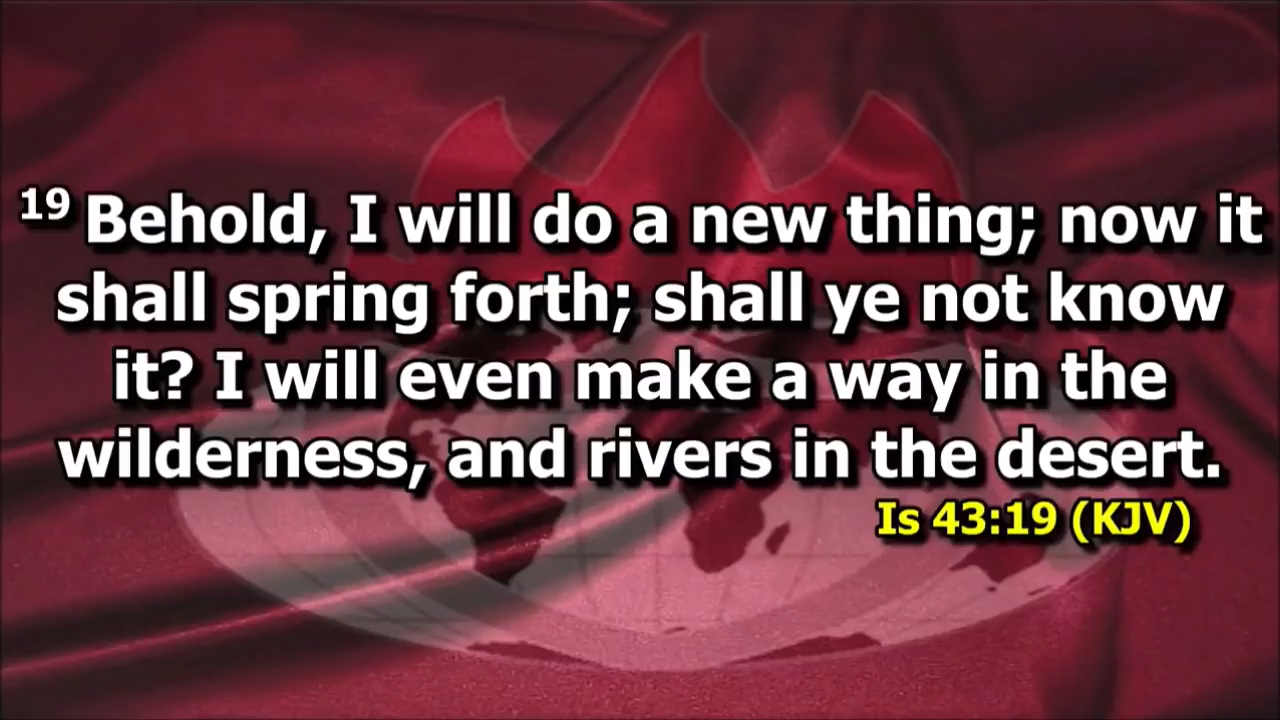 19 Behold, I will do a new thing; now it
shall spring forth; shall ye not know
it? I will even make a way in the
wilderness, and rivers in the desert.
Is 43:19 (KJV)